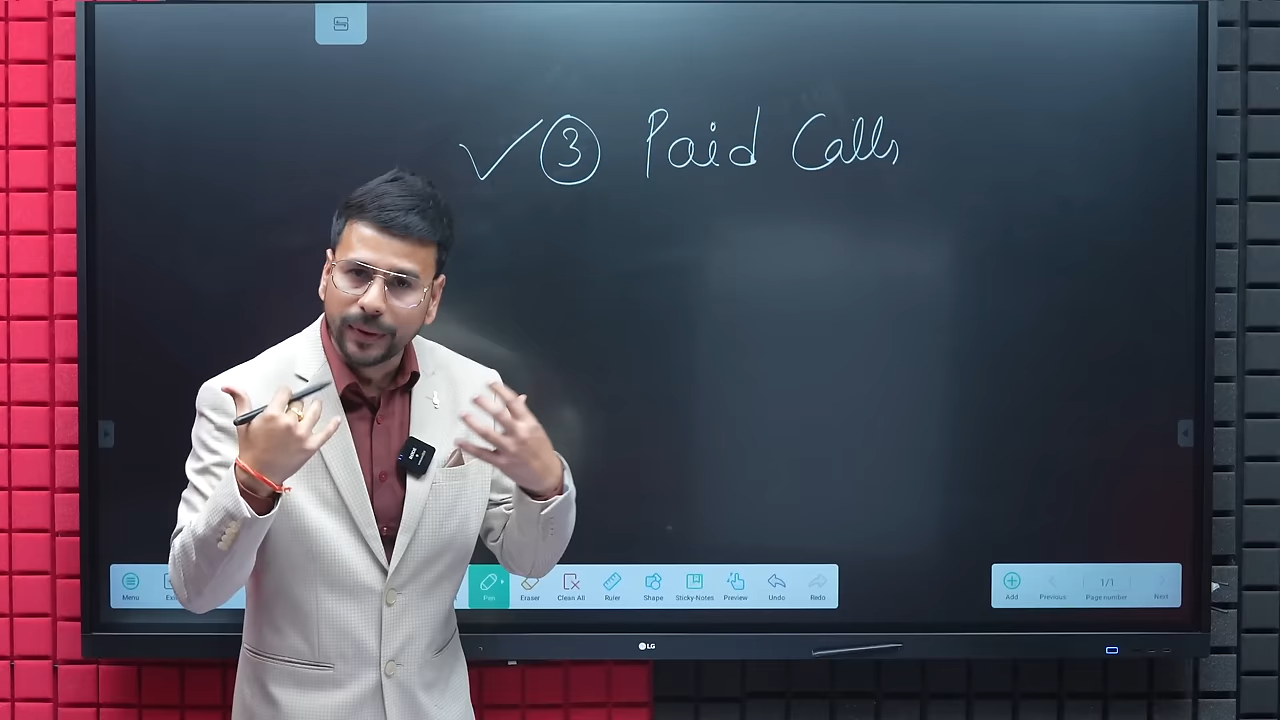 ✓ ③ Paid Calls
Menu
Pen Eraser Clean All Ruler Shape Sticky-Notes Preview Undo Redo
Add Previous 1/1 Page number Next
LG